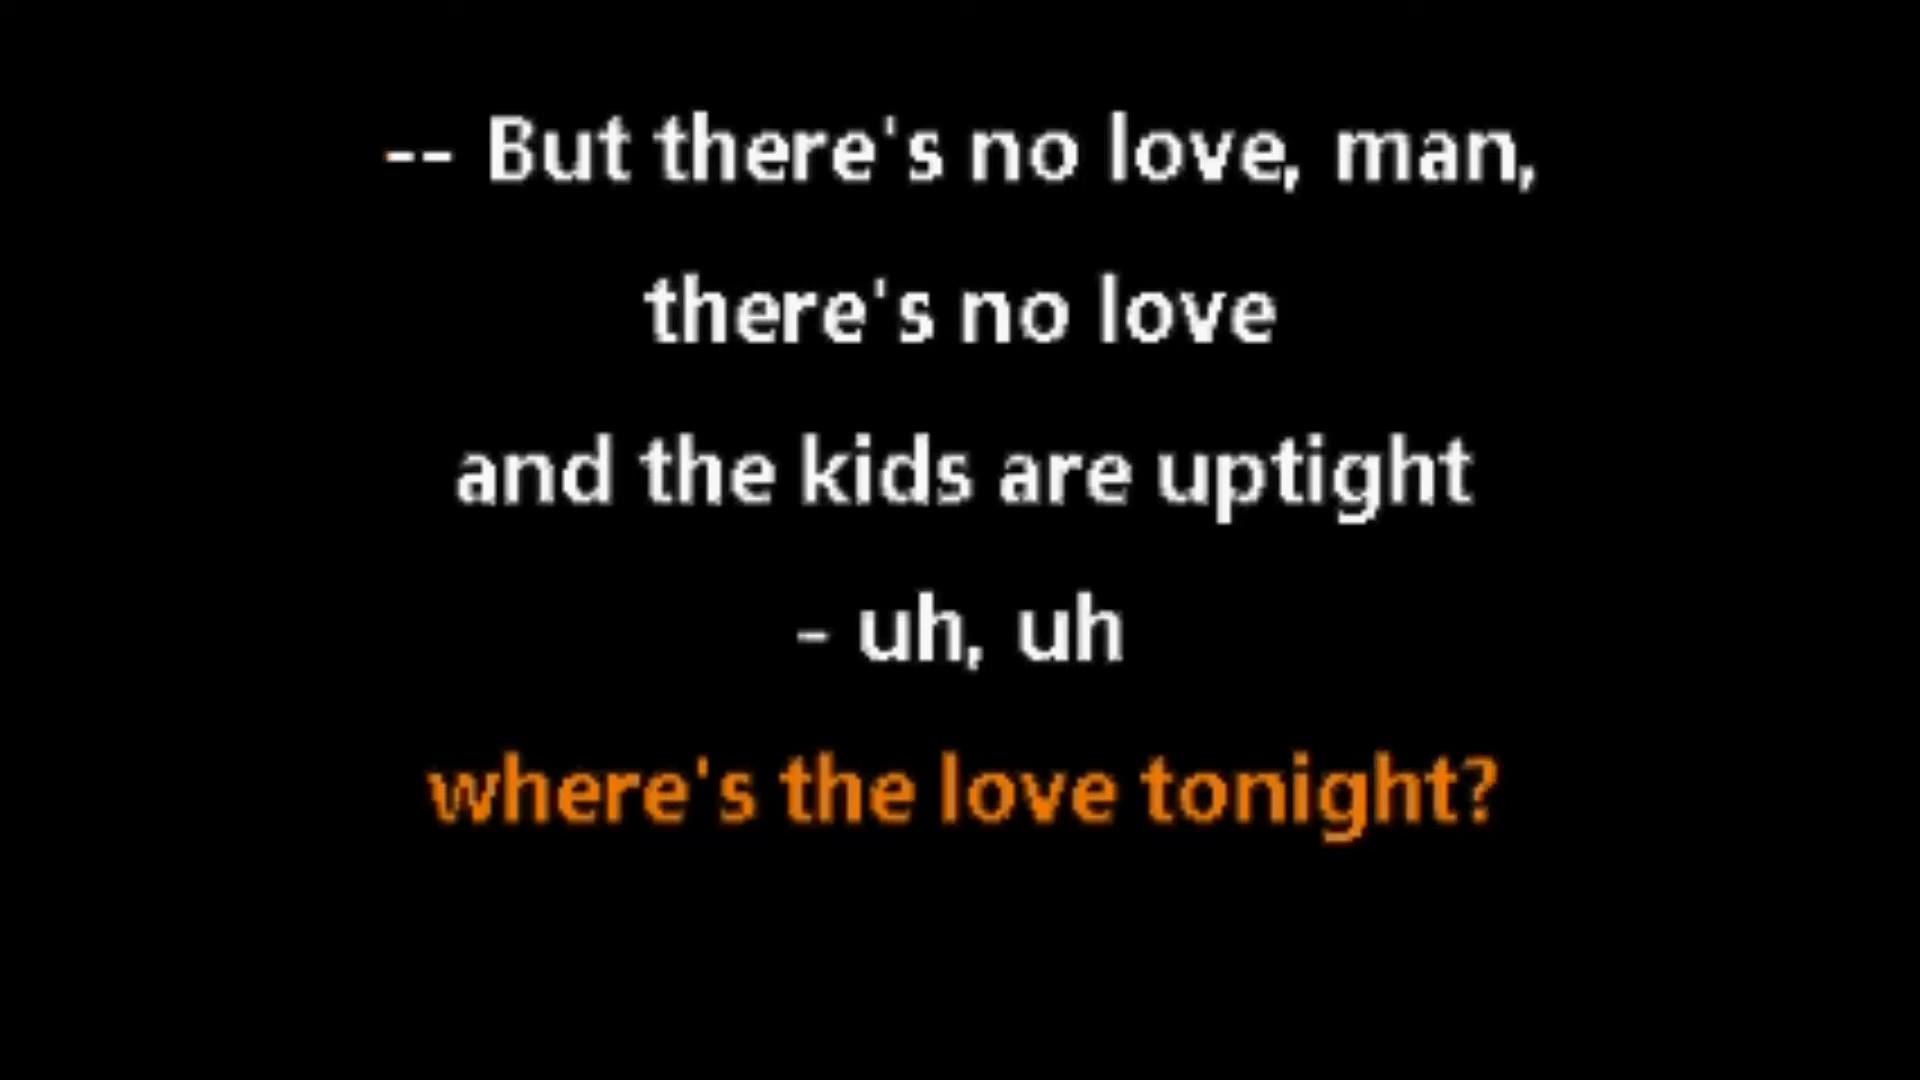 -- But there's no love, man,
there's no love
and the kids are uptight
- uh, uh
where's the love tonight?